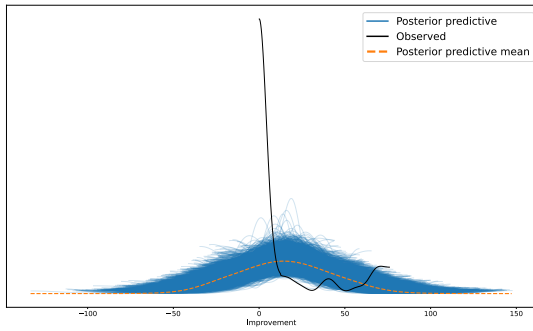 Posterior predictive
Observed
Posterior predictive mean
−100 −50 0 50 100 150
Improvement